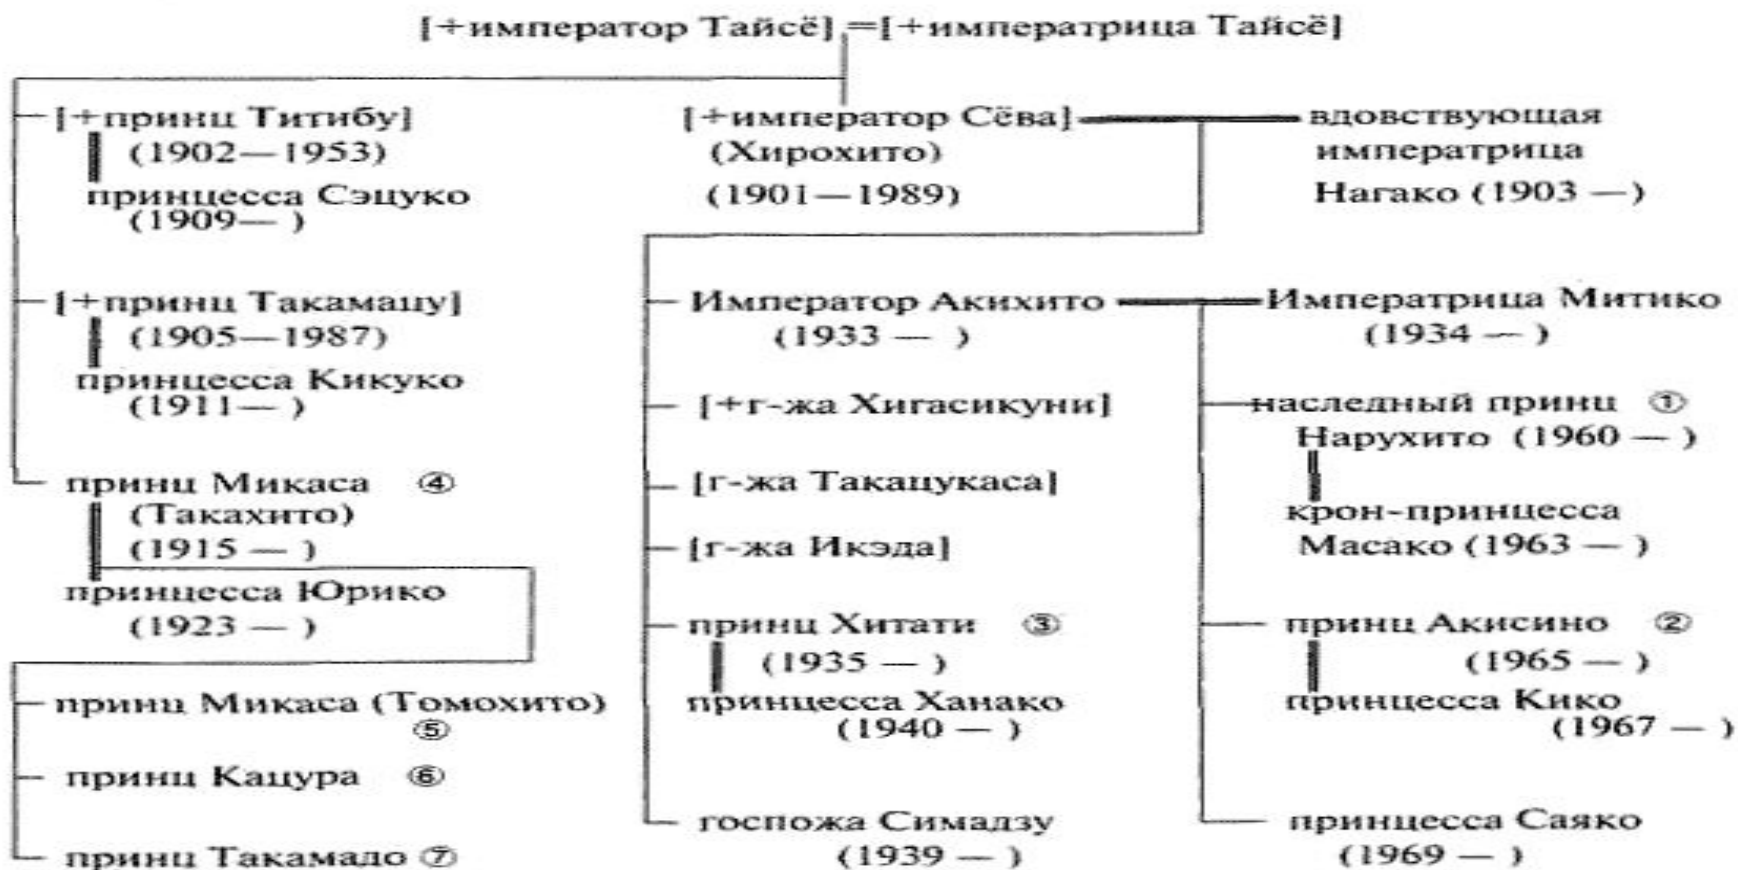 [+император Тайсё]=[+императрица Тайсё]
[+принц Титибу]
(1902—1953)
принцесса Сэцуко
(1909— )
[+принц Такамацу]
(1905—1987)
принцесса Кикуко
(1911— )
принц Микаса ④
(Такахито)
(1915 — )
принцесса Юрико
(1923 — )
принц Микаса (Томохито)
⑤
принц Кацура ⑥
принц Такамадо ⑦
[+император Сёва]
(Хирохито)
(1901—1989)
вдовствующая
императрица
Нагако (1903 —)
Император Акихито
(1933 — )
[+г-жа Хигасикуни]
[г-жа Такацукаса]
[г-жа Икэда]
принц Хитати ③
(1935 — )
принцесса Ханако
(1940 — )
госпожа Симадзу
(1939 — )
Императрица Митико
(1934 — )
наследный принц ①
Нарухито (1960 — )
крон-принцесса
Масако (1963 — )
принц Акисино ②
(1965 — )
принцесса Кико
(1967 — )
принцесса Саяко
(1969 — )